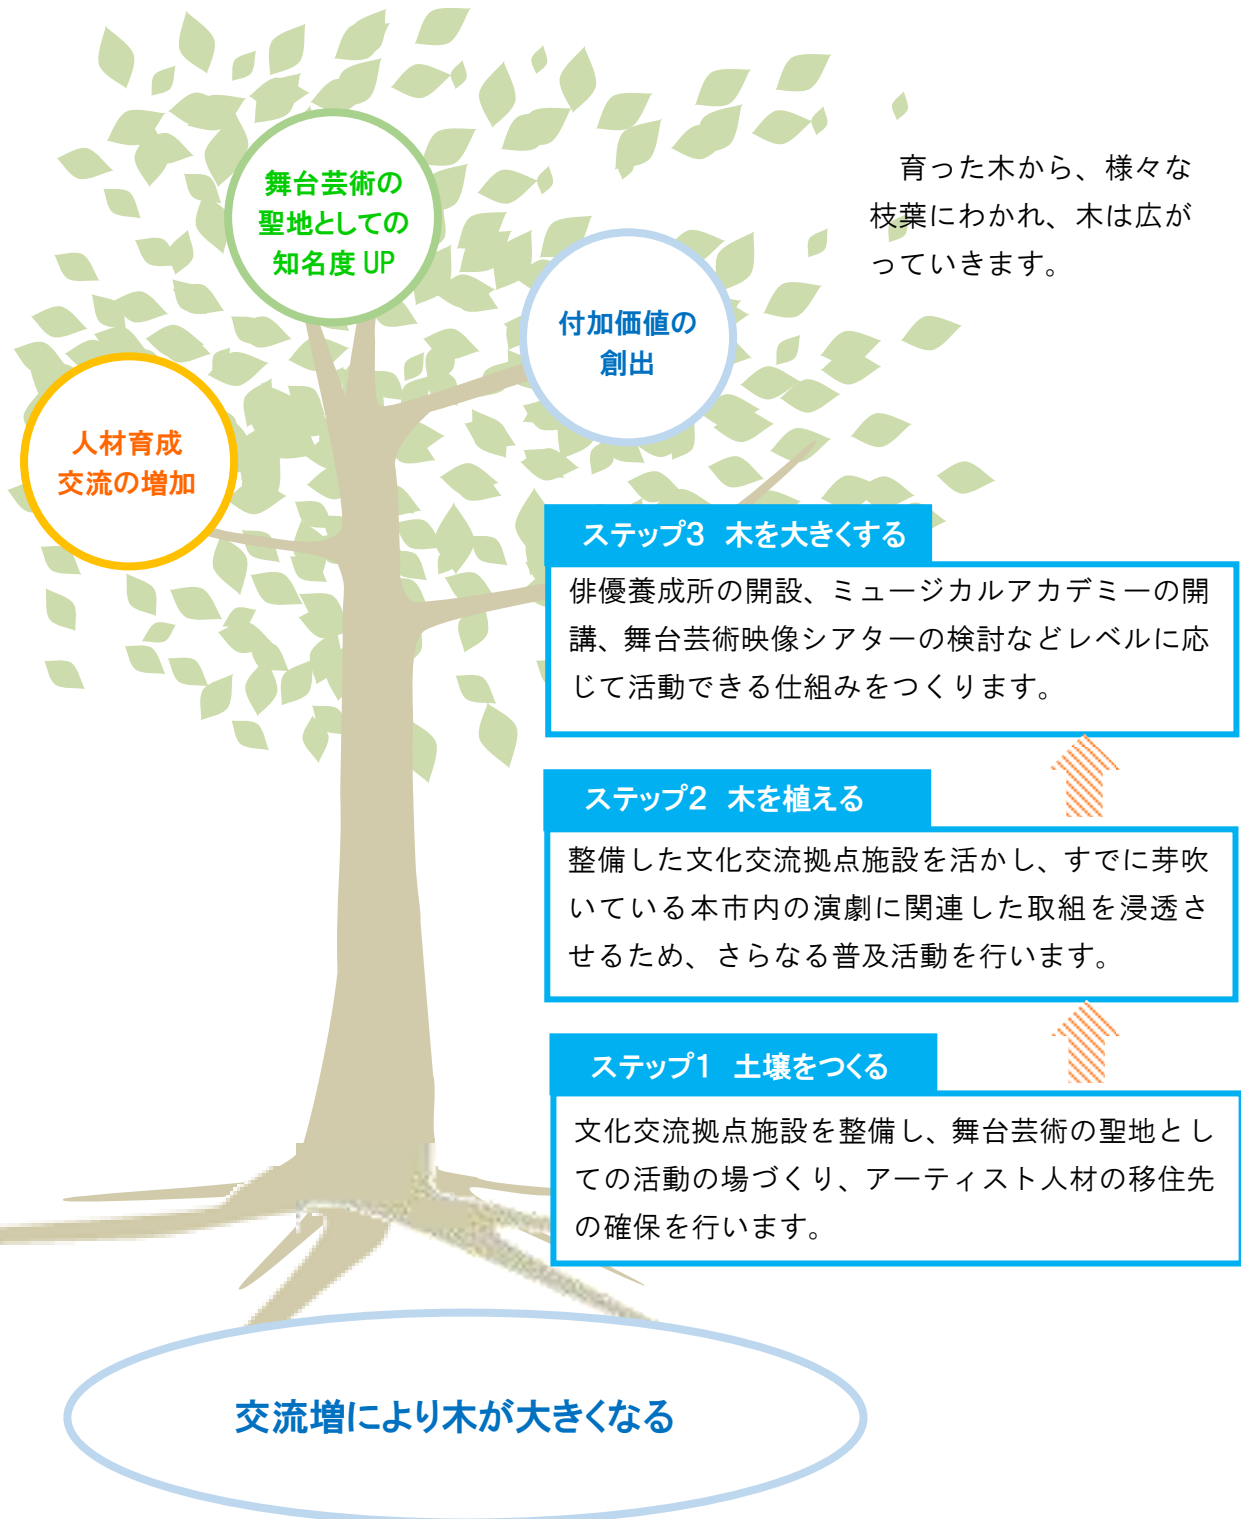 舞台芸術の
聖地としての
知名度 UP
育った木から、様々な
枝葉にわかれ、木は広が
っていきます。
付加価値の
創出
人材育成
交流の増加
ステップ3 木を大きくする
俳優養成所の開設、ミュージカルアカデミーの開
講、舞台芸術映像シアターの検討などレベルに応
じて活動できる仕組みをつくります。
ステップ2 木を植える
整備した文化交流拠点施設を活かし、すでに芽吹
いている本市内の演劇に関連した取組を浸透さ
せるため、さらなる普及活動を行います。
ステップ1 土壌をつくる
文化交流拠点施設を整備し、舞台芸術の聖地とし
ての活動の場づくり、アーティスト人材の移住先
の確保を行います。
交流増により木が大きくなる